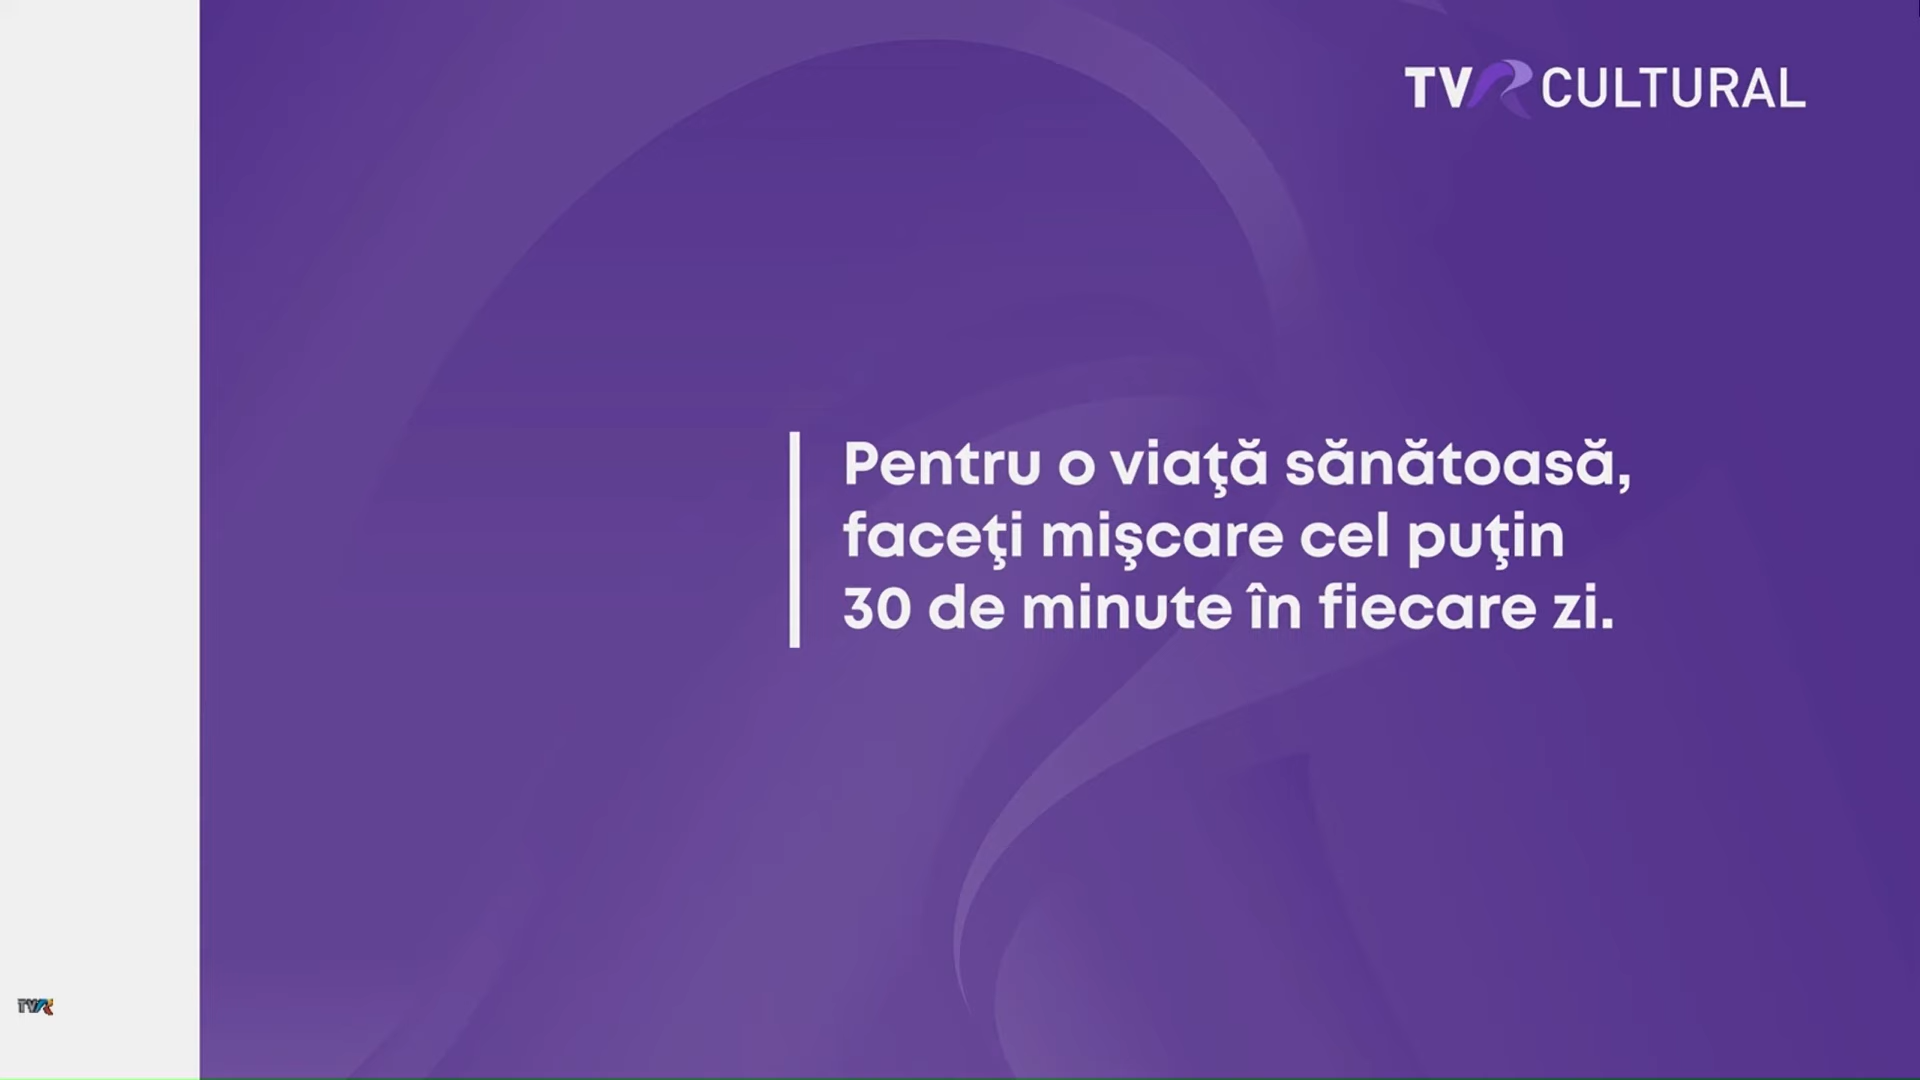 TVR CULTURAL
Pentru o viaţă sănătoasă,
faceţi mişcare cel puţin
30 de minute în fiecare zi.
TVR